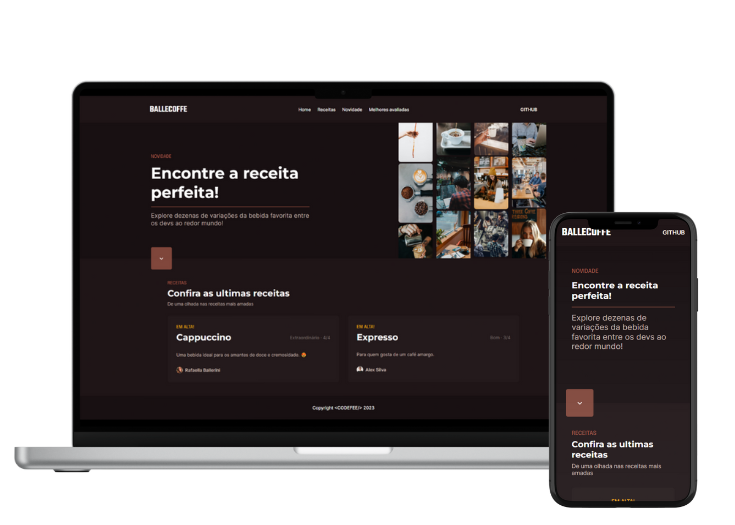 BALLECOFFE
Home Receitas Novidade Melhores avaliadas
GITHUB
NOVIDADE
Encontre a receita
perfeita!
Explore dezenas de variações da bebida favorita entre
os devs ao redor mundo!
RECEITAS
Confira as ultimas receitas
De uma olhada nas receitas mais amadas
EM ALTA!
Cappuccino
Uma bebida ideal para os amantes de doce e cremosidade.
Rafaella Ballerini
EM ALTA!
Expresso
Para quem gosta de um café amargo.
Alex Silva
Copyright <CODEFEE/> 2023
BALLECOFFE
GITHUB
NOVIDADE
Encontre a receita
perfeita!
Explore dezenas de
variações da bebida
favorita entre os devs ao
redor mundo!
RECEITAS
Confira as ultimas
receitas
De uma olhada nas receitas mais
amadas
EM ALTA!